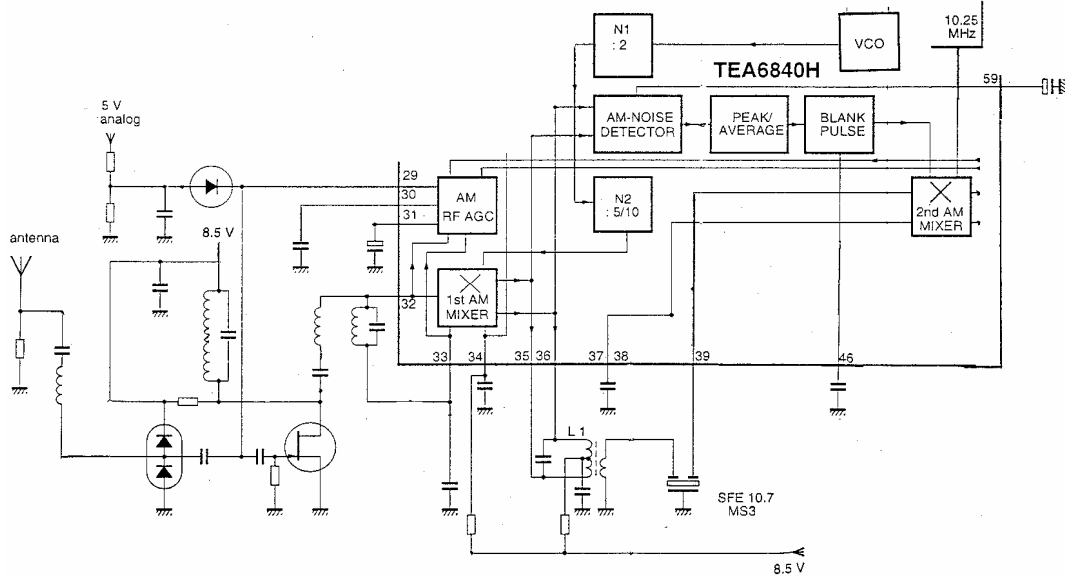 10.25
MHz
N1
: 2
VCO
TEA6840H
59
5 V
analog
AM-NOISE
DETECTOR
PEAK/
AVERAGE
BLANK
PULSE
29
30
31
AM
RF AGC
N2
: 5/10
2nd AM
MIXER
antenna
8.5 V
32
1st AM
MIXER
33
34
35
36
37
38
39
46
L 1
SFE 10.7
MS3
8.5 V